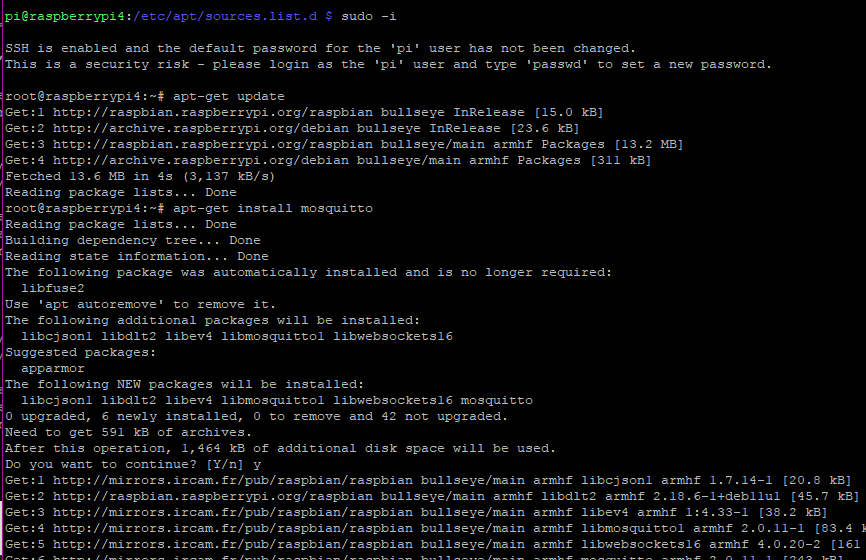 pi@raspberrypi4:/etc/apt/sources.list.d $ sudo -i
SSH is enabled and the default password for the 'pi' user has not been changed.
This is a security risk - please login as the 'pi' user and type 'passwd' to set a new password.
root@raspberrypi4:~# apt-get update
Get:1 http://raspbian.raspberrypi.org/raspbian bullseye InRelease [15.0 kB]
Get:2 http://archive.raspberrypi.org/debian bullseye InRelease [23.6 kB]
Get:3 http://raspbian.raspberrypi.org/raspbian bullseye/main armhf Packages [13.2 MB]
Get:4 http://archive.raspberrypi.org/debian bullseye/main armhf Packages [311 kB]
Fetched 13.6 MB in 4s (3,137 kB/s)
Reading package lists... Done
root@raspberrypi4:~# apt-get install mosquitto
Reading package lists... Done
Building dependency tree... Done
Reading state information... Done
The following package was automatically installed and is no longer required:
libfuse2
Use 'apt autoremove' to remove it.
The following additional packages will be installed:
libcjson1 libdlt2 libev4 libmosquitto1 libwebsockets16
Suggested packages:
apparmor
The following NEW packages will be installed:
libcjson1 libdlt2 libev4 libmosquitto1 libwebsockets16 mosquitto
0 upgraded, 6 newly installed, 0 to remove and 42 not upgraded.
Need to get 591 kB of archives.
After this operation, 1,464 kB of additional disk space will be used.
Do you want to continue? [Y/n] y
Get:1 http://mirrors.ircam.fr/pub/raspbian/raspbian bullseye/main armhf libcjson1 armhf 1.7.14-1 [20.8 kB]
Get:2 http://raspbian.raspberrypi.org/raspbian bullseye/main armhf libdlt2 armhf 2.18.6-1+deb11u1 [45.7 kB]
Get:3 http://mirrors.ircam.fr/pub/raspbian/raspbian bullseye/main armhf libev4 armhf 1:4.33-1 [38.2 kB]
Get:4 http://mirrors.ircam.fr/pub/raspbian/raspbian bullseye/main armhf libmosquitto1 armhf 2.0.11-1 [83.4 k
Get:5 http://mirrors.ircam.fr/pub/raspbian/raspbian bullseye/main armhf libwebsockets16 armhf 4.0.20-2 [161
Get:6 http://mirrors.ircam.fr/pub/raspbian/raspbian bullseye/main armhf mosquitto armhf 2.0.11-1 [243 kB]